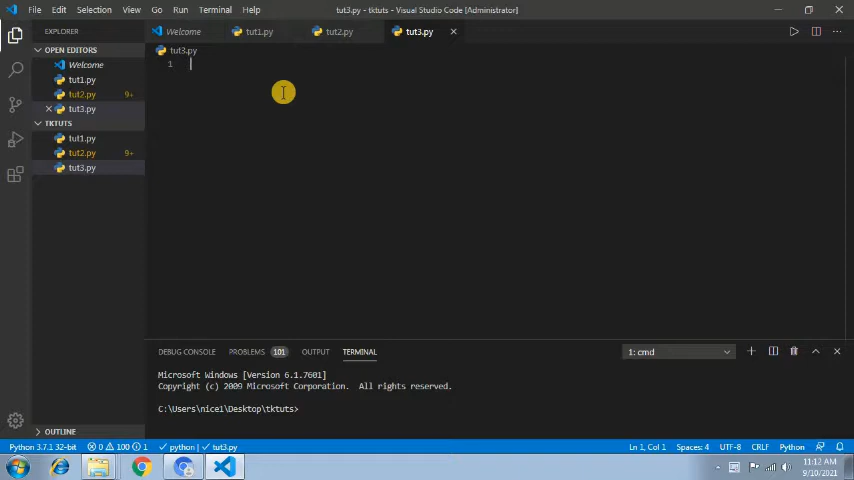 File Edit Selection View Go Run Terminal Help
tut3.py - tktuts - Visual Studio Code [Administrator]
EXPLORER
Welcome
tut1.py
tut2.py
tut3.py
OPEN EDITORS
Welcome
tut1.py
tut2.py 9+
tut3.py
TKTUTS
tut1.py
tut2.py 9+
tut3.py
OUTLINE
tut3.py
1
DEBUG CONSOLE PROBLEMS 101 OUTPUT TERMINAL
1: cmd
Microsoft Windows [Version 6.1.7601]
Copyright (c) 2009 Microsoft Corporation. All rights reserved.
C:\Users\nice1\Desktop\tktuts>
Python 3.7.1 32-bit 0 100 1 python tut3.py Ln 1, Col 1 Spaces: 4 UTF-8 CRLF Python
11:12 AM
9/10/2021